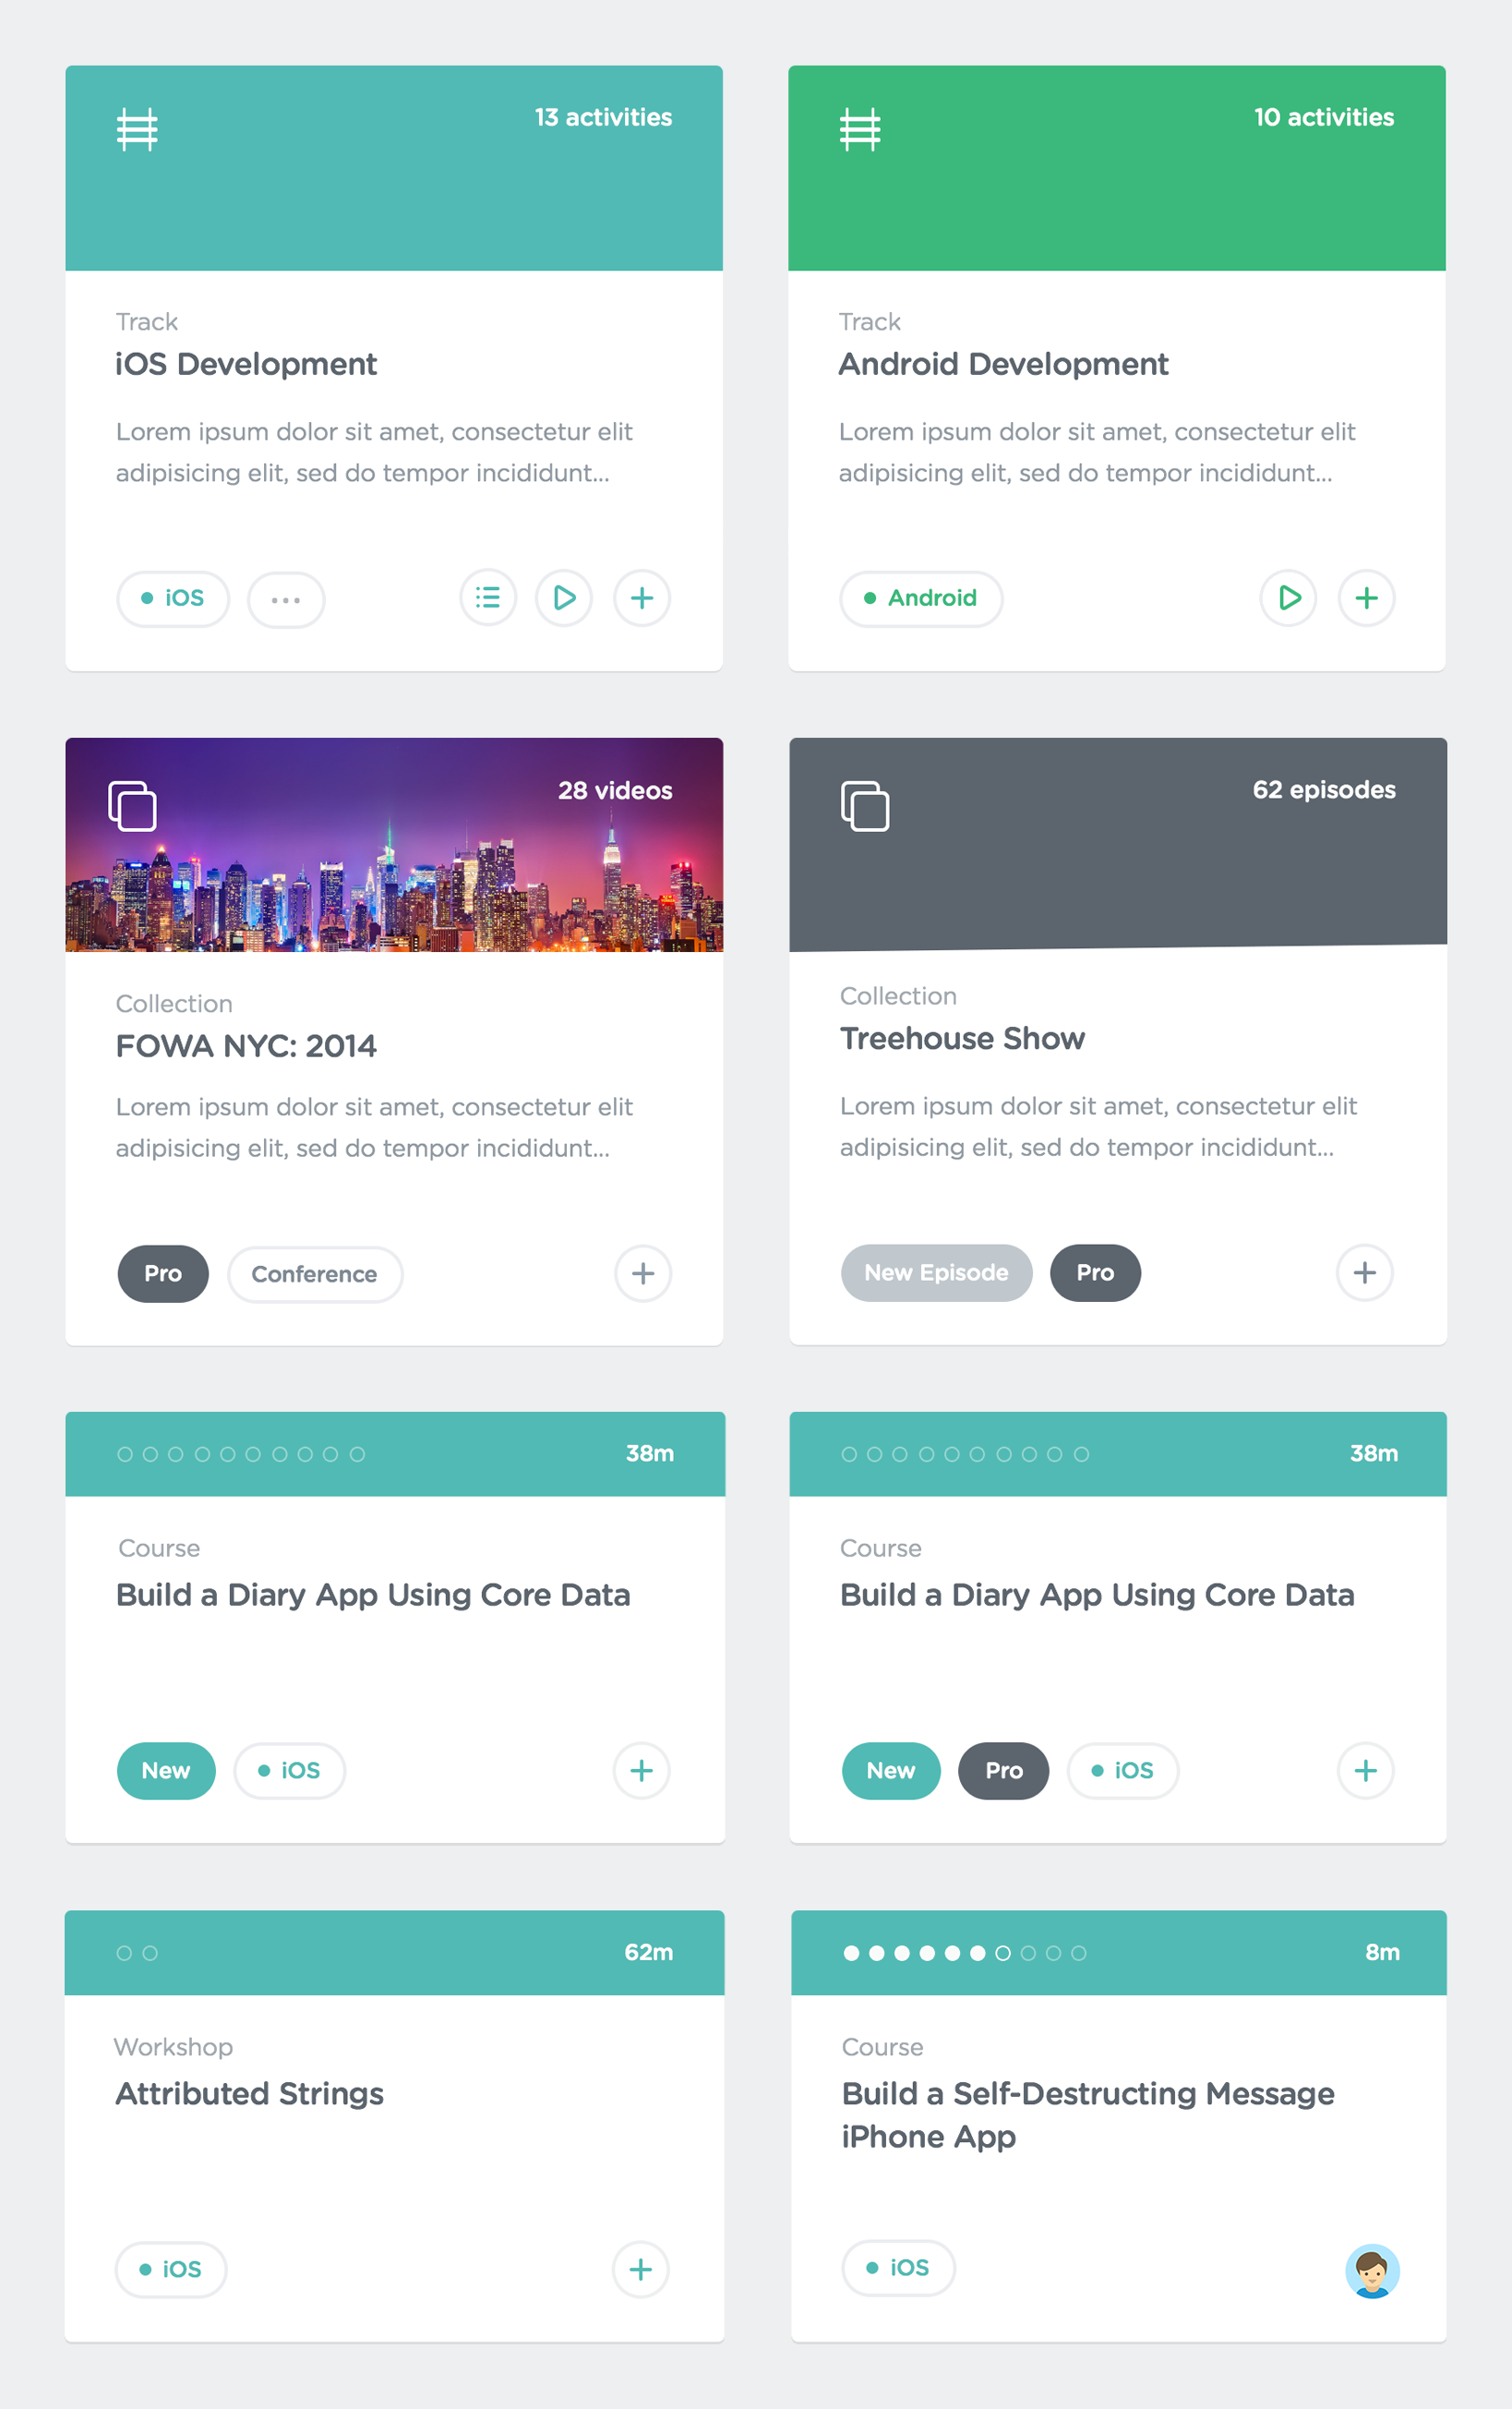 13 activities
Track
iOS Development
Lorem ipsum dolor sit amet, consectetur elit
adipisicing elit, sed do tempor incididunt...
iOS
10 activities
Track
Android Development
Lorem ipsum dolor sit amet, consectetur elit
adipisicing elit, sed do tempor incididunt...
Android
28 videos
Collection
FOWA NYC: 2014
Lorem ipsum dolor sit amet, consectetur elit
adipisicing elit, sed do tempor incididunt...
Pro Conference
62 episodes
Collection
Treehouse Show
Lorem ipsum dolor sit amet, consectetur elit
adipisicing elit, sed do tempor incididunt...
New Episode Pro
38m
Course
Build a Diary App Using Core Data
New iOS
38m
Course
Build a Diary App Using Core Data
New Pro iOS
62m
Workshop
Attributed Strings
iOS
8m
Course
Build a Self-Destructing Message
iPhone App
iOS